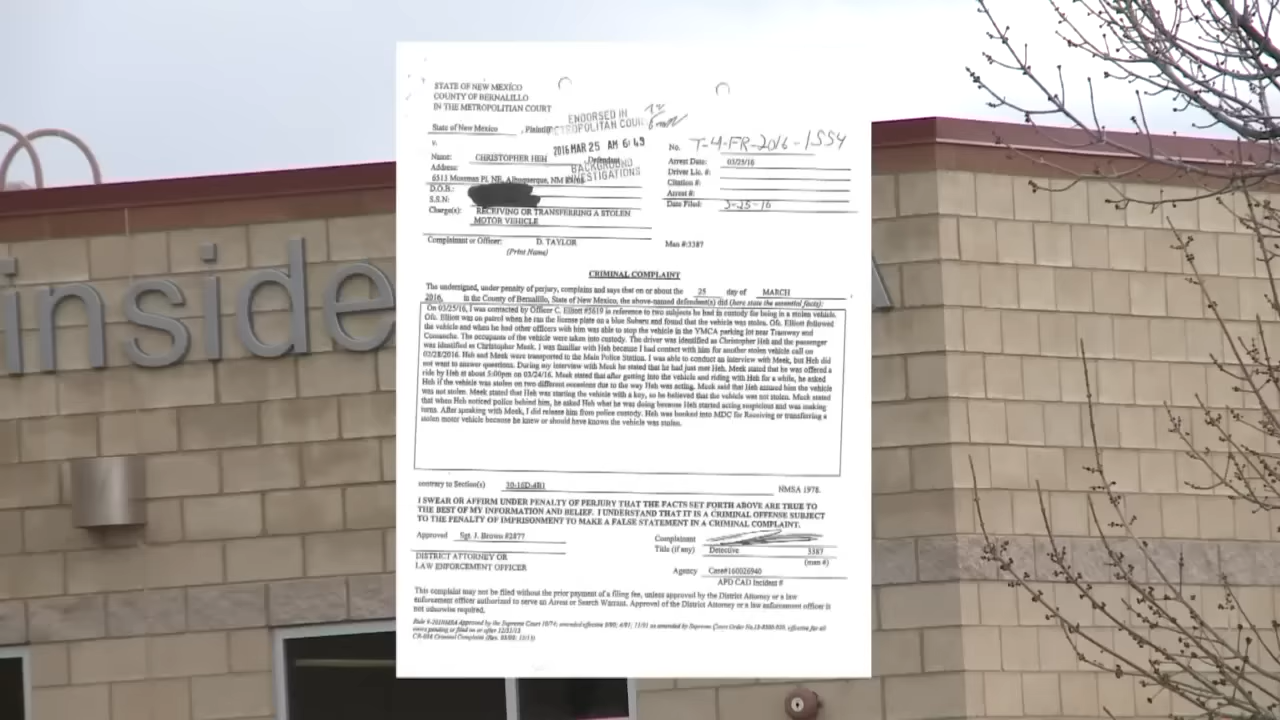 inside
A
STATE OF NEW MEXICO
COUNTY OF BERNALILLO
IN THE METROPOLITAN COURT
ENDORSED IN
METROPOLITAN COURT
State of New Mexico , Plaintiff
v.
2016 MAR 25 AM 6:49
No. T-4-FR-2016-1554
Name: CHRISTOPHER HEH Defendant
BACKGROUND
INVESTIGATIONS
Arrest Date: 03/25/16
Address:
Driver Lic. #:
6513 Mossman Pl NE, Albuquerque, NM
Citation #:
D.O.B.:
Arrest #:
S.S.N:
Date Filed: 3-25-16
Charge(s): RECEIVING OR TRANSFERRING A STOLEN
MOTOR VEHICLE
Complainant or Officer: D. TAYLOR Man #:3387
(Print Name)
CRIMINAL COMPLAINT
The undersigned, under penalty of perjury, complains and says that on or about the 25 day of MARCH
2016, in the County of Bernalillo, State of New Mexico, the above-named defendant(s) did (here state the essential facts):
On 03/25/16, I was contacted by Officer C. Elliott #5619 in reference to two subjects he had in custody for being in a stolen vehicle.
Ofc. Elliott was on patrol when he ran the license plate on a blue Subaru and found that the vehicle was stolen. Ofc. Elliott followed
the vehicle and when he had other officers with him was able to stop the vehicle in the YMCA parking lot near Tramway and
Comanche. The occupants of the vehicle were taken into custody. The driver was identified as Christopher Heh and the passenger
was identified as Christopher Meek. I was familiar with Heh because I had contact with him for another stolen vehicle call on
03/28/2016. Heh and Meek were transported to the Main Police Station. I was able to conduct an interview with Meek, but Heh did
not want to answer questions. During my interview with Meek he stated that he had just met Heh. Meek stated that he was offered a
ride by Heh at about 5:00pm on 03/24/16. Meek stated that after getting into the vehicle and riding with Heh for a while, he asked
Heh if the vehicle was stolen on two different occasions due to the way Heh was acting. Meek said that Heh assured him the vehicle
was not stolen. Meek stated that Heh was starting the vehicle with a key, so he believed that the vehicle was not stolen. Meek stated
that when Heh noticed police behind him, he asked Heh what he was doing because Heh started acting suspicious and was making
turns. After speaking with Meek, I did release him from police custody. Heh was booked into MDC for Receiving or transferring a
stolen motor vehicle because he knew or should have known the vehicle was stolen.
contrary to Section(s) 30-16D-4B1 NMSA 1978.
I SWEAR OR AFFIRM UNDER PENALTY OF PERJURY THAT THE FACTS SET FORTH ABOVE ARE TRUE TO
THE BEST OF MY INFORMATION AND BELIEF. I UNDERSTAND THAT IT IS A CRIMINAL OFFENSE SUBJECT
TO THE PENALTY OF IMPRISONMENT TO MAKE A FALSE STATEMENT IN A CRIMINAL COMPLAINT.
Approved Sgt. J. Brown #2877
Complainant
Title (if any) Detective 3387
(man #)
DISTRICT ATTORNEY OR
LAW ENFORCEMENT OFFICER
Agency Case#160026940
APD CAD Incident #
This complaint may not be filed without the prior payment of a filing fee, unless approved by the District Attorney or a law
enforcement officer authorized to serve an Arrest or Search Warrant. Approval of the District Attorney or a law enforcement officer is
not otherwise required.